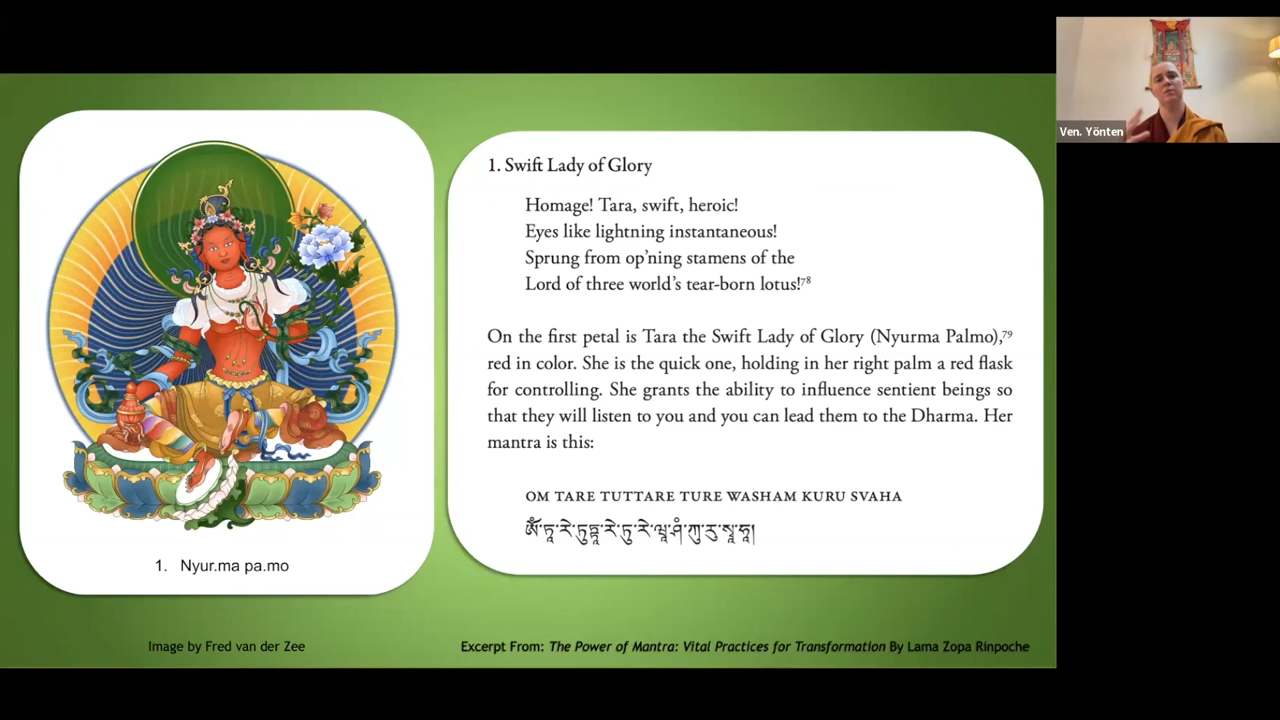 Ven. Yönten
1. Swift Lady of Glory
Homage! Tara, swift, heroic!
Eyes like lightning instantaneous!
Sprung from op’ning stamens of the
Lord of three world’s tear-born lotus!⁷⁸
On the first petal is Tara the Swift Lady of Glory (Nyurma Palmo),⁷⁹
red in color. She is the quick one, holding in her right palm a red flask
for controlling. She grants the ability to influence sentient beings so
that they will listen to you and you can lead them to the Dharma. Her
mantra is this:
OM TARE TUTTARE TURE WASHAM KURU SVAHA
1. Nyur.ma pa.mo
Image by Fred van der Zee
Excerpt From: The Power of Mantra: Vital Practices for Transformation By Lama Zopa Rinpoche